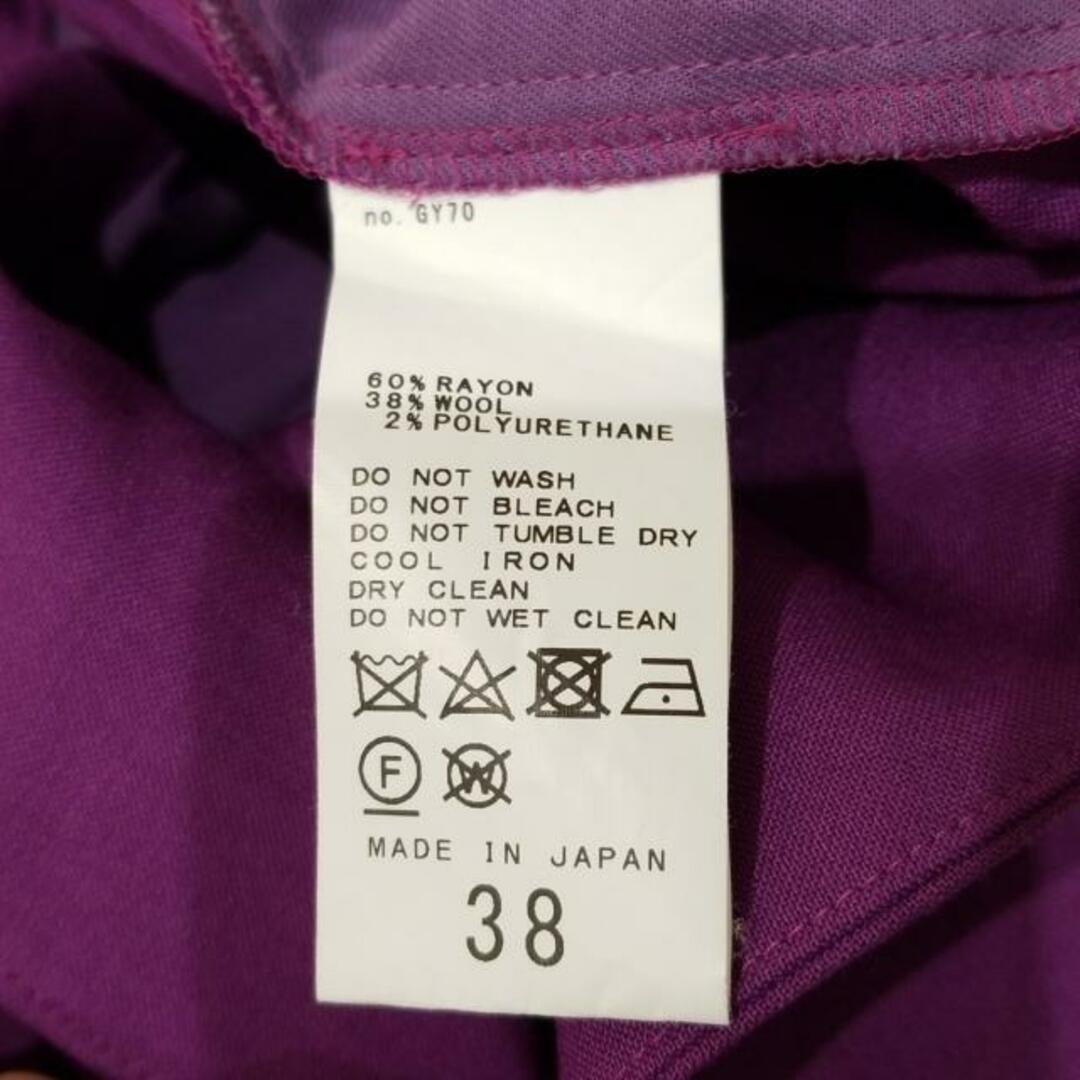 no. GY70
60% RAYON
38% WOOL
2% POLYURETHANE
DO NOT WASH
DO NOT BLEACH
DO NOT TUMBLE DRY
COOL IRON
DRY CLEAN
DO NOT WET CLEAN
F W
MADE IN JAPAN
38